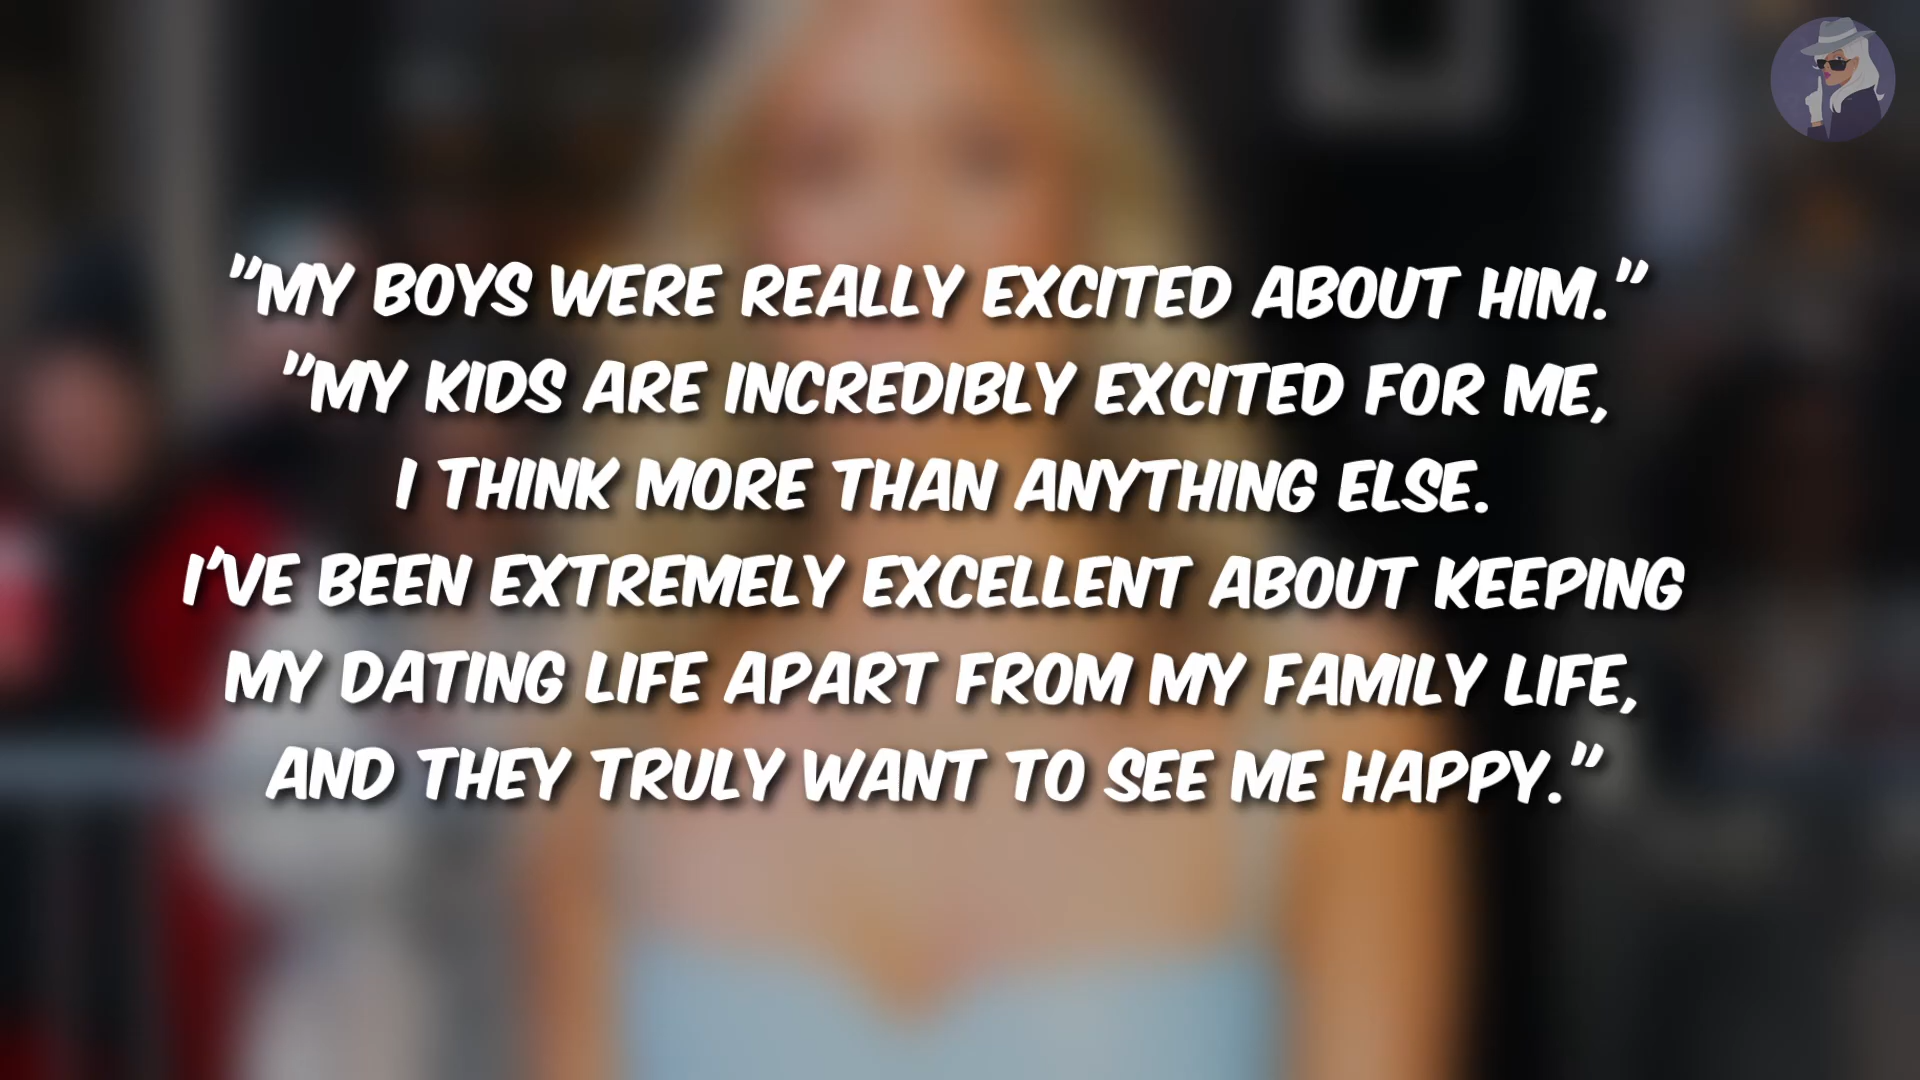 "MY BOYS WERE REALLY EXCITED ABOUT HIM."
"MY KIDS ARE INCREDIBLY EXCITED FOR ME,
I THINK MORE THAN ANYTHING ELSE.
I'VE BEEN EXTREMELY EXCELLENT ABOUT KEEPING
MY DATING LIFE APART FROM MY FAMILY LIFE,
AND THEY TRULY WANT TO SEE ME HAPPY."